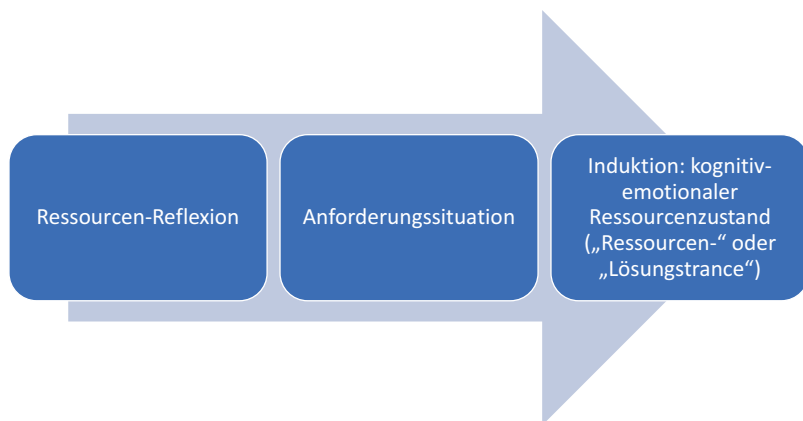 Ressourcen-Reflexion
Anforderungssituation
Induktion: kognitiv-
emotionaler
Ressourcenzustand
(„Ressourcen-“ oder
„Lösungstrance“)